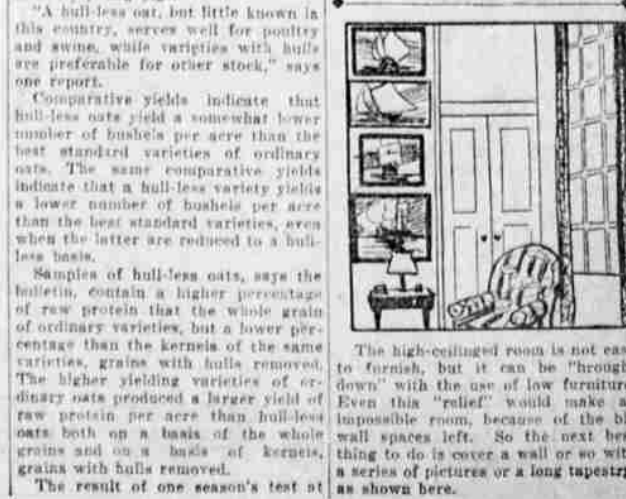 "A hull-less oat, but little known in
this country, serves well for poultry
and swine, while varieties with hulls
are preferable for other stock," says
one report.
Comparative yields indicate that
hull-less oats yield a somewhat lower
number of bushels per acre than the
best standard varieties of ordinary
oats. The same comparative yields
indicate that a hull-less variety yields
a lower number of bushels per acre
than the best standard varieties, even
when the latter are reduced to a hull-
less basis.
Samples of hull-less oats, says the
bulletin, contain a higher percentage
of raw protein that the whole grain
of ordinary varieties, but a lower per-
centage than the kernels of the same
varieties, grains with hulls removed.
The higher yielding varieties of or-
dinary oats produced a larger yield of
raw protein per acre than hull-less
oats both on a basis of the whole
grains and on a basis of kernels,
grains with hulls removed.
The result of one season's test at
The high-ceilinged room is not eas
to furnish, but it can be "brough
down" with the use of low furniture
Even this "relief" would make a
impossible room, because of the bl
wall spaces left. So the next bes
thing to do is cover a wall or so wit
a series of pictures or a long tapestry
as shown here.